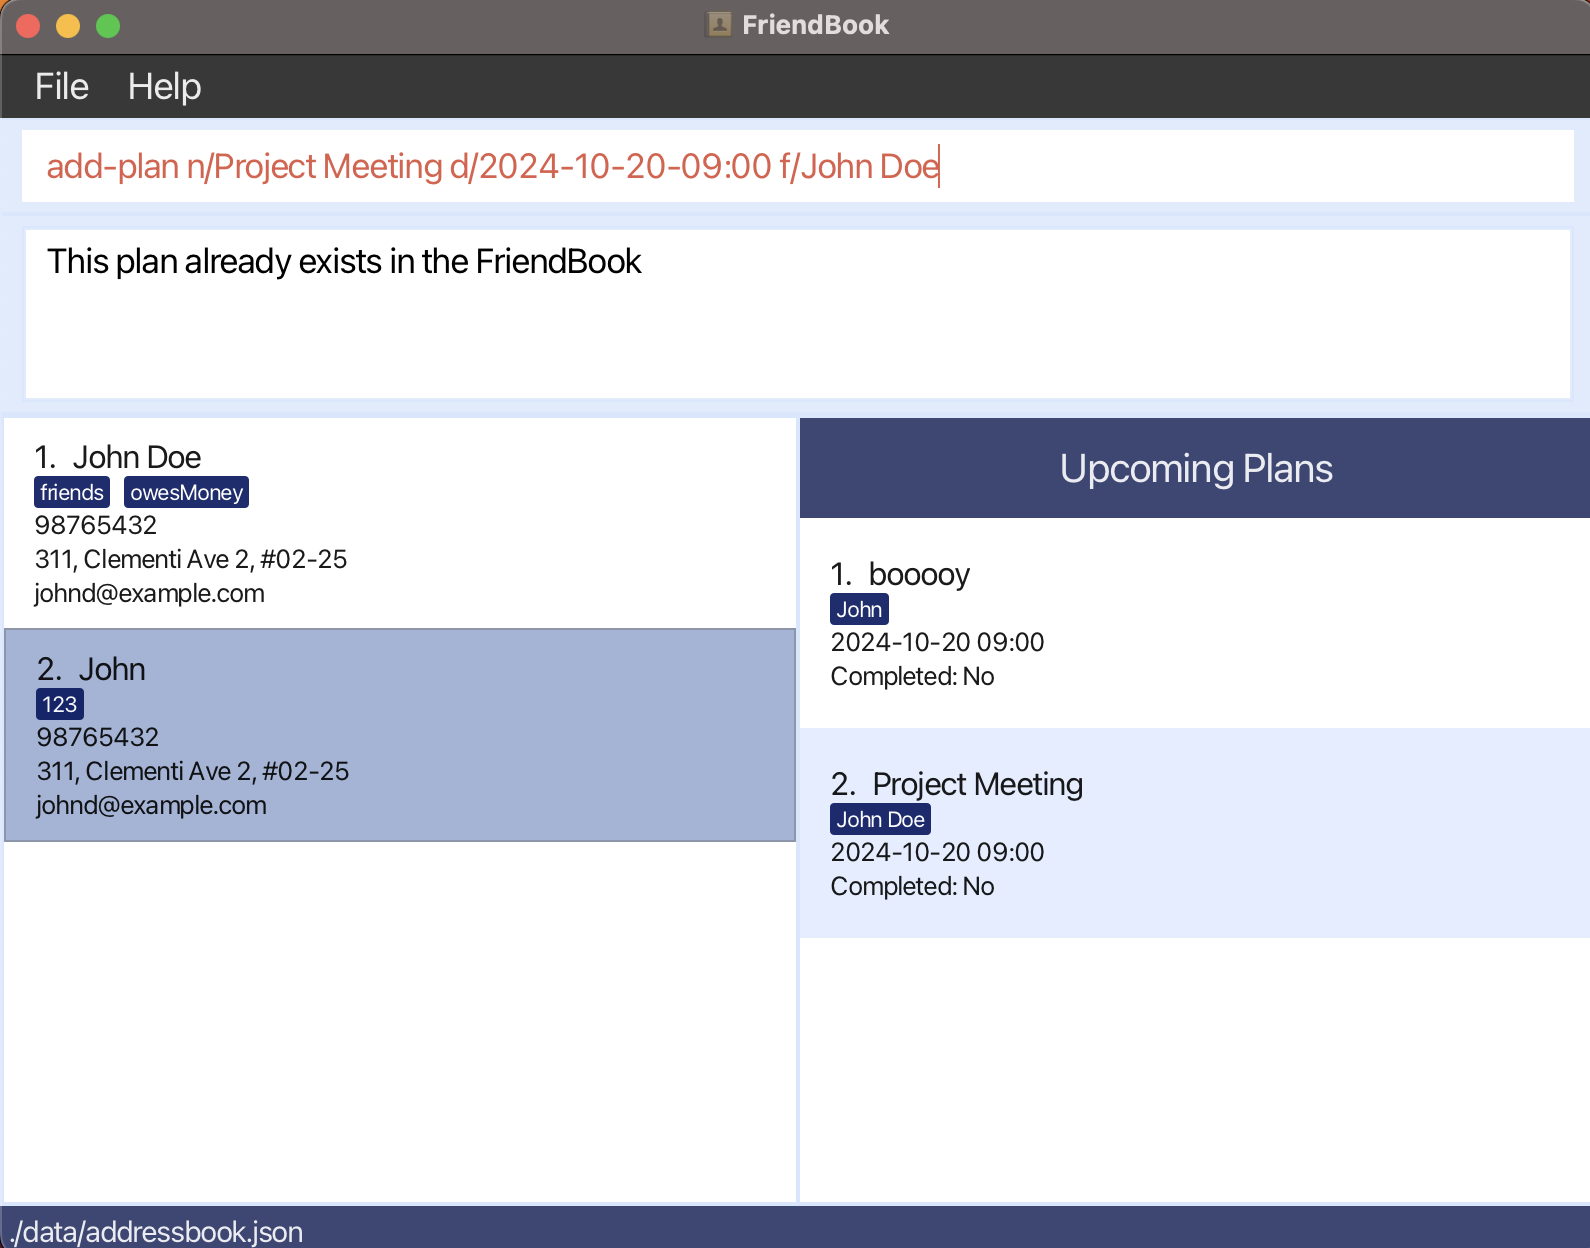 FriendBook
File Help
add-plan n/Project Meeting d/2024-10-20-09:00 f/John Doe
This plan already exists in the FriendBook
1. John Doe
friends owesMoney
98765432
311, Clementi Ave 2, #02-25
johnd@example.com
2. John
123
98765432
311, Clementi Ave 2, #02-25
johnd@example.com
Upcoming Plans
1. booooy
John
2024-10-20 09:00
Completed: No
2. Project Meeting
John Doe
2024-10-20 09:00
Completed: No
./data/addressbook.json